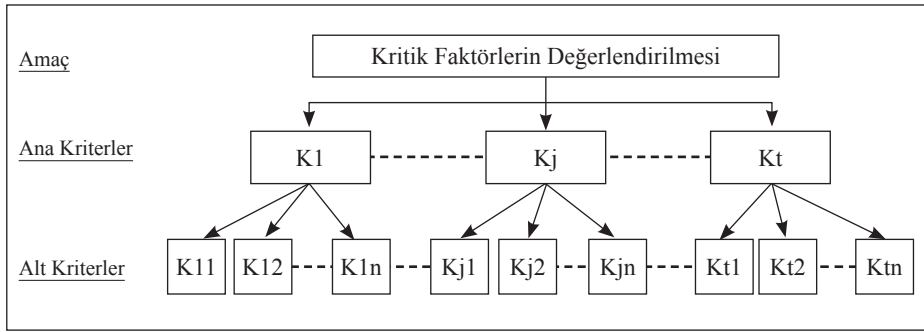 Amaç
Kritik Faktörlerin Değerlendirilmesi
Ana Kriterler
K1
Kj
Kt
Alt Kriterler
K11
K12
K1n
Kj1
Kj2
Kjn
Kt1
Kt2
Ktn